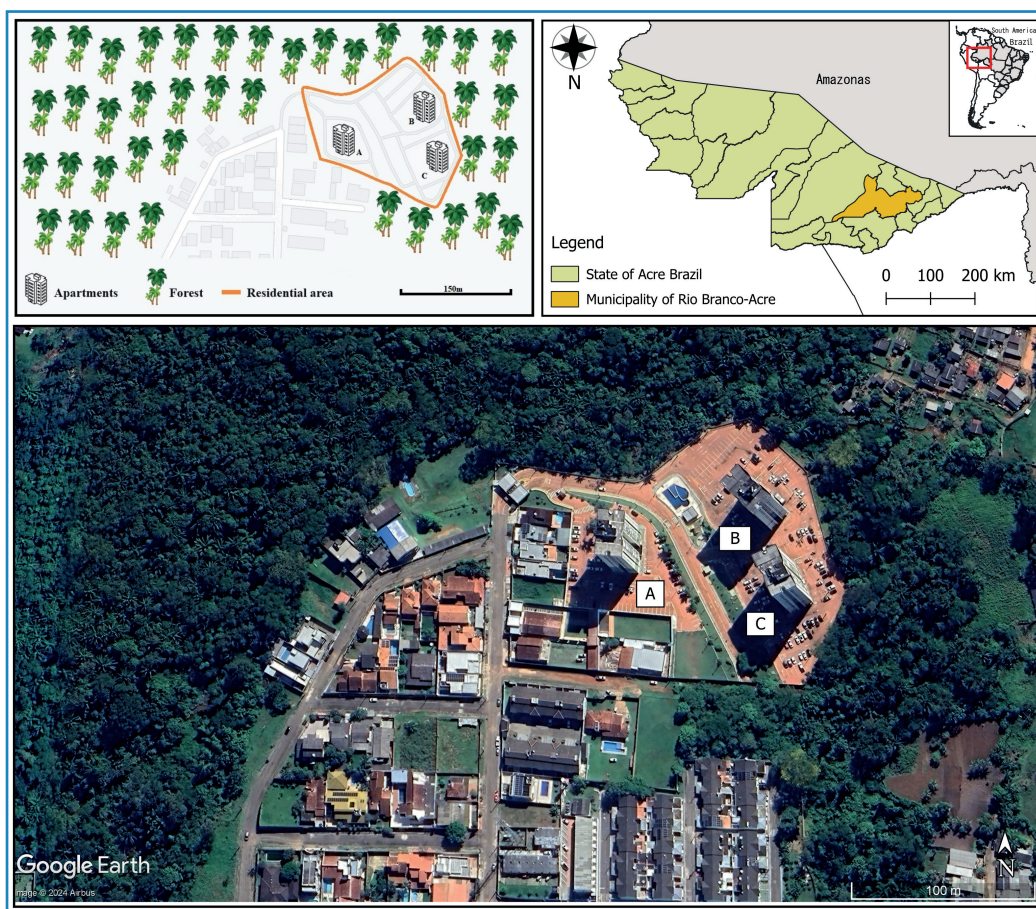 A
B
C
Apartments
Forest
Residential area
150m
N
Amazonas
South America
Brazil
Legend
State of Acre Brazil
Municipality of Rio Branco-Acre
0 100 200 km
A
B
C
Google Earth
mage © 2024 Airbus
N
100 m